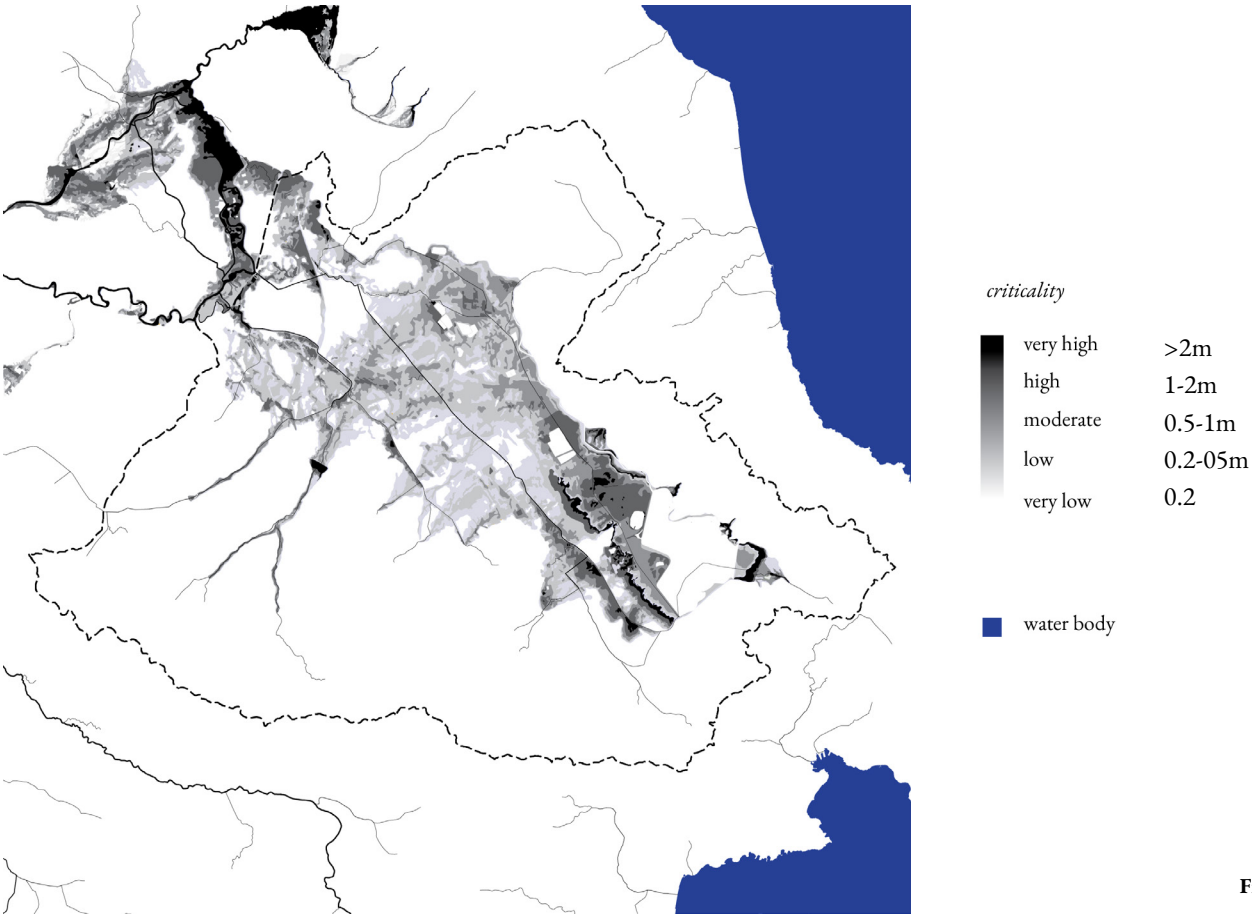 criticality
very high >2m
high 1-2m
moderate 0.5-1m
low 0.2-05m
very low 0.2
water body
F